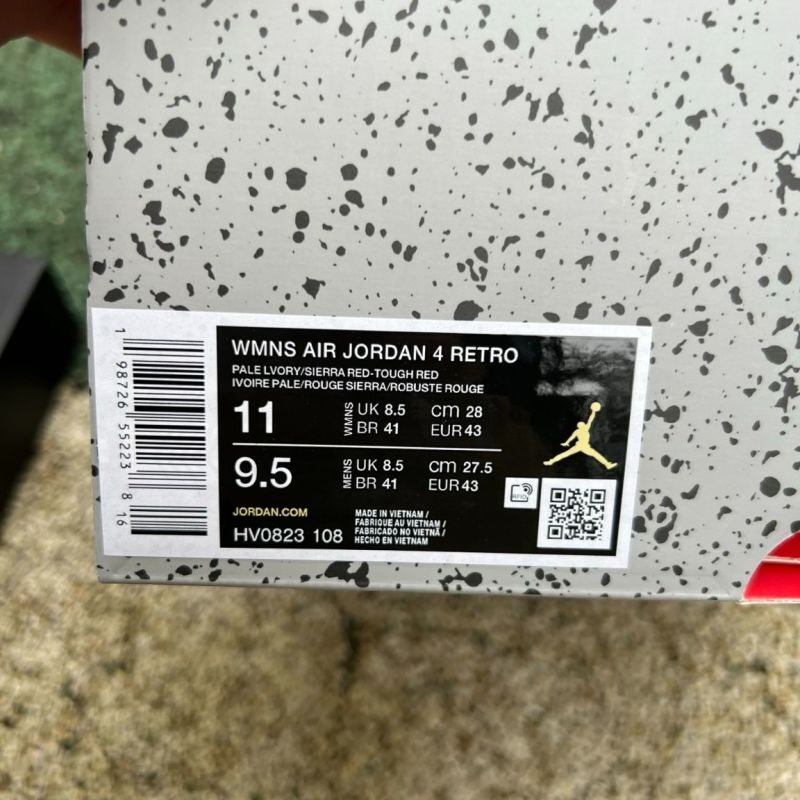 WMNS AIR JORDAN 4 RETRO
PALE LVORY/SIERRA RED-TOUGH RED
IVOIRE PALE/ROUGE SIERRA/ROBUSTE ROUGE
11 WMNS UK 8.5 cm 28
BR 41 EUR 43
9.5 MENS UK 8.5 cm 27.5
BR 41 EUR 43
JORDAN.COM
HV0823 108
MADE IN VIETNAM /
FABRIQUE AU VIETNAM /
FABRICADO NO VIETNÃ /
HECHO EN VIETNAM
RFID
1 98726 55223 8 16